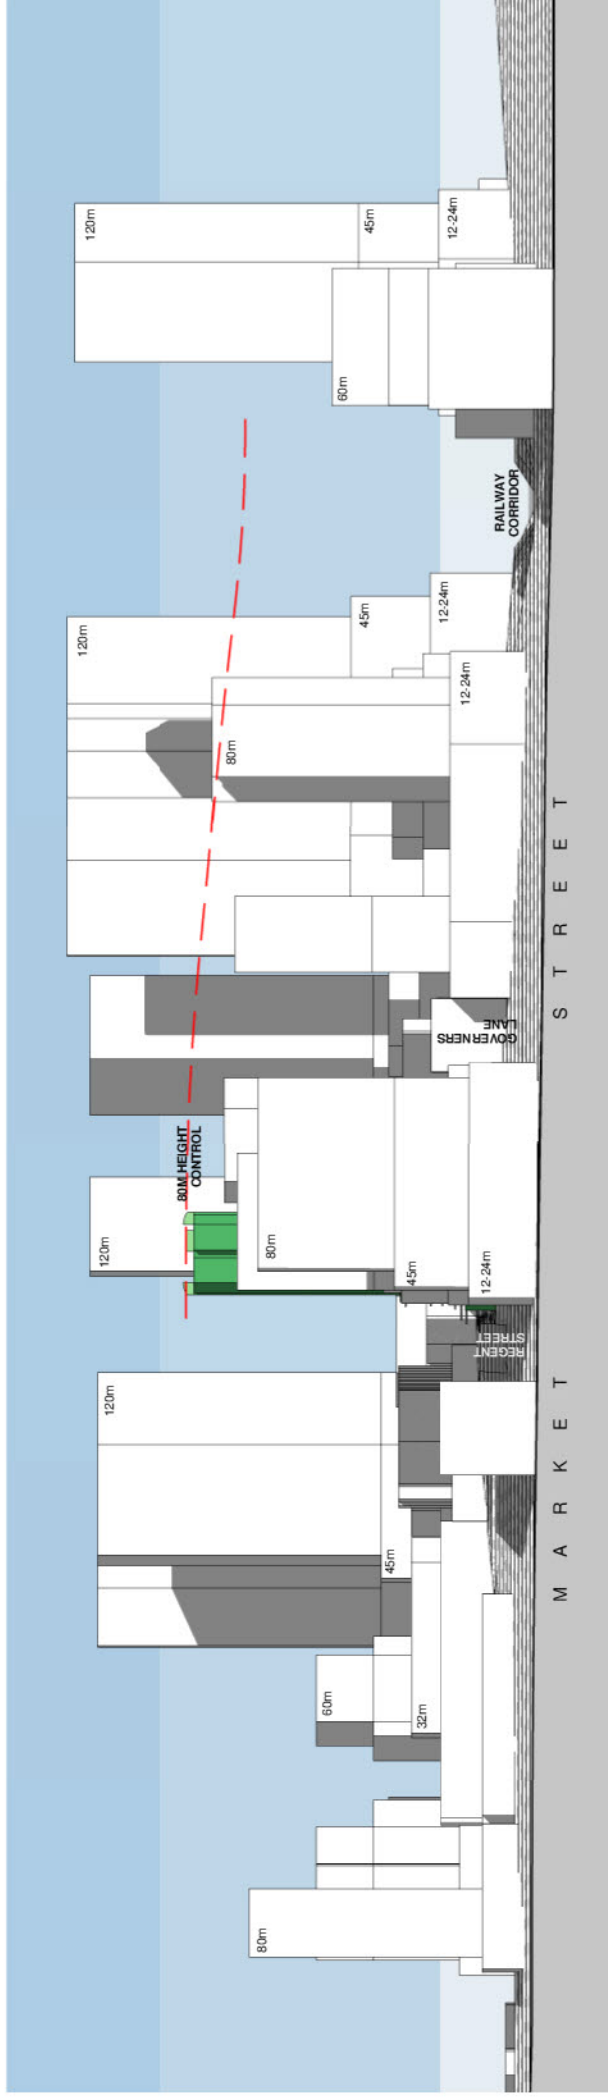 80m
60m
32m
45m
120m
REGENT
STREET
12-24m
45m
80m
120m
80M HEIGHT
CONTROL
GOVERNERS
LANE
80m
120m
12-24m
45m
12-24m
RAILWAY
CORRIDOR
60m
120m
45m
12-24m
MARKET STREET